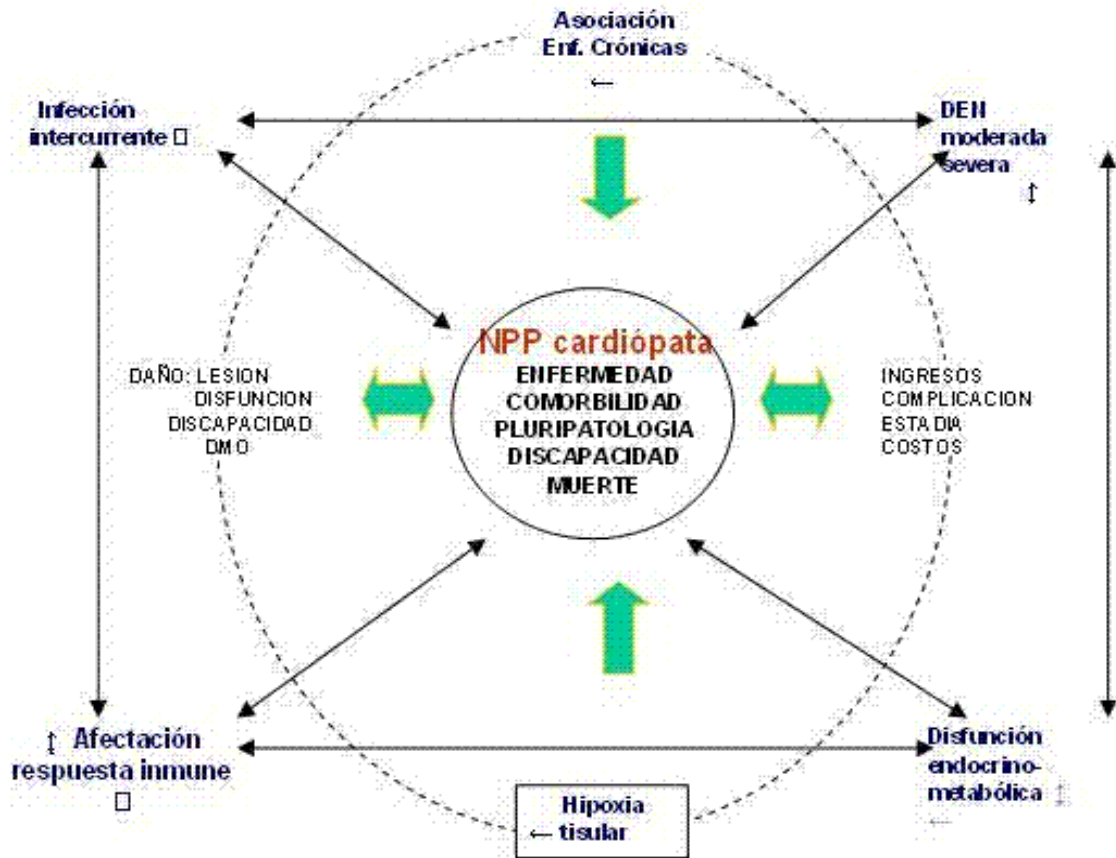 Asociación
Enf. Crónicas
←
Infección
intercurrente □
DEN
moderada
severa
↕
NPP cardiópata
ENFERMEDAD
COMORBILIDAD
PLURIPATOLOGIA
DISCAPACIDAD
MUERTE
DAÑO: LESION
DISFUNCION
DISCAPACIDAD
DMO
INGRESOS
COMPLICACION
ESTADIA
COSTOS
↕ Afectación
respuesta inmune
□
Hipoxia
← tisular
Disfunción
endocrino-
metabólica ↕
←